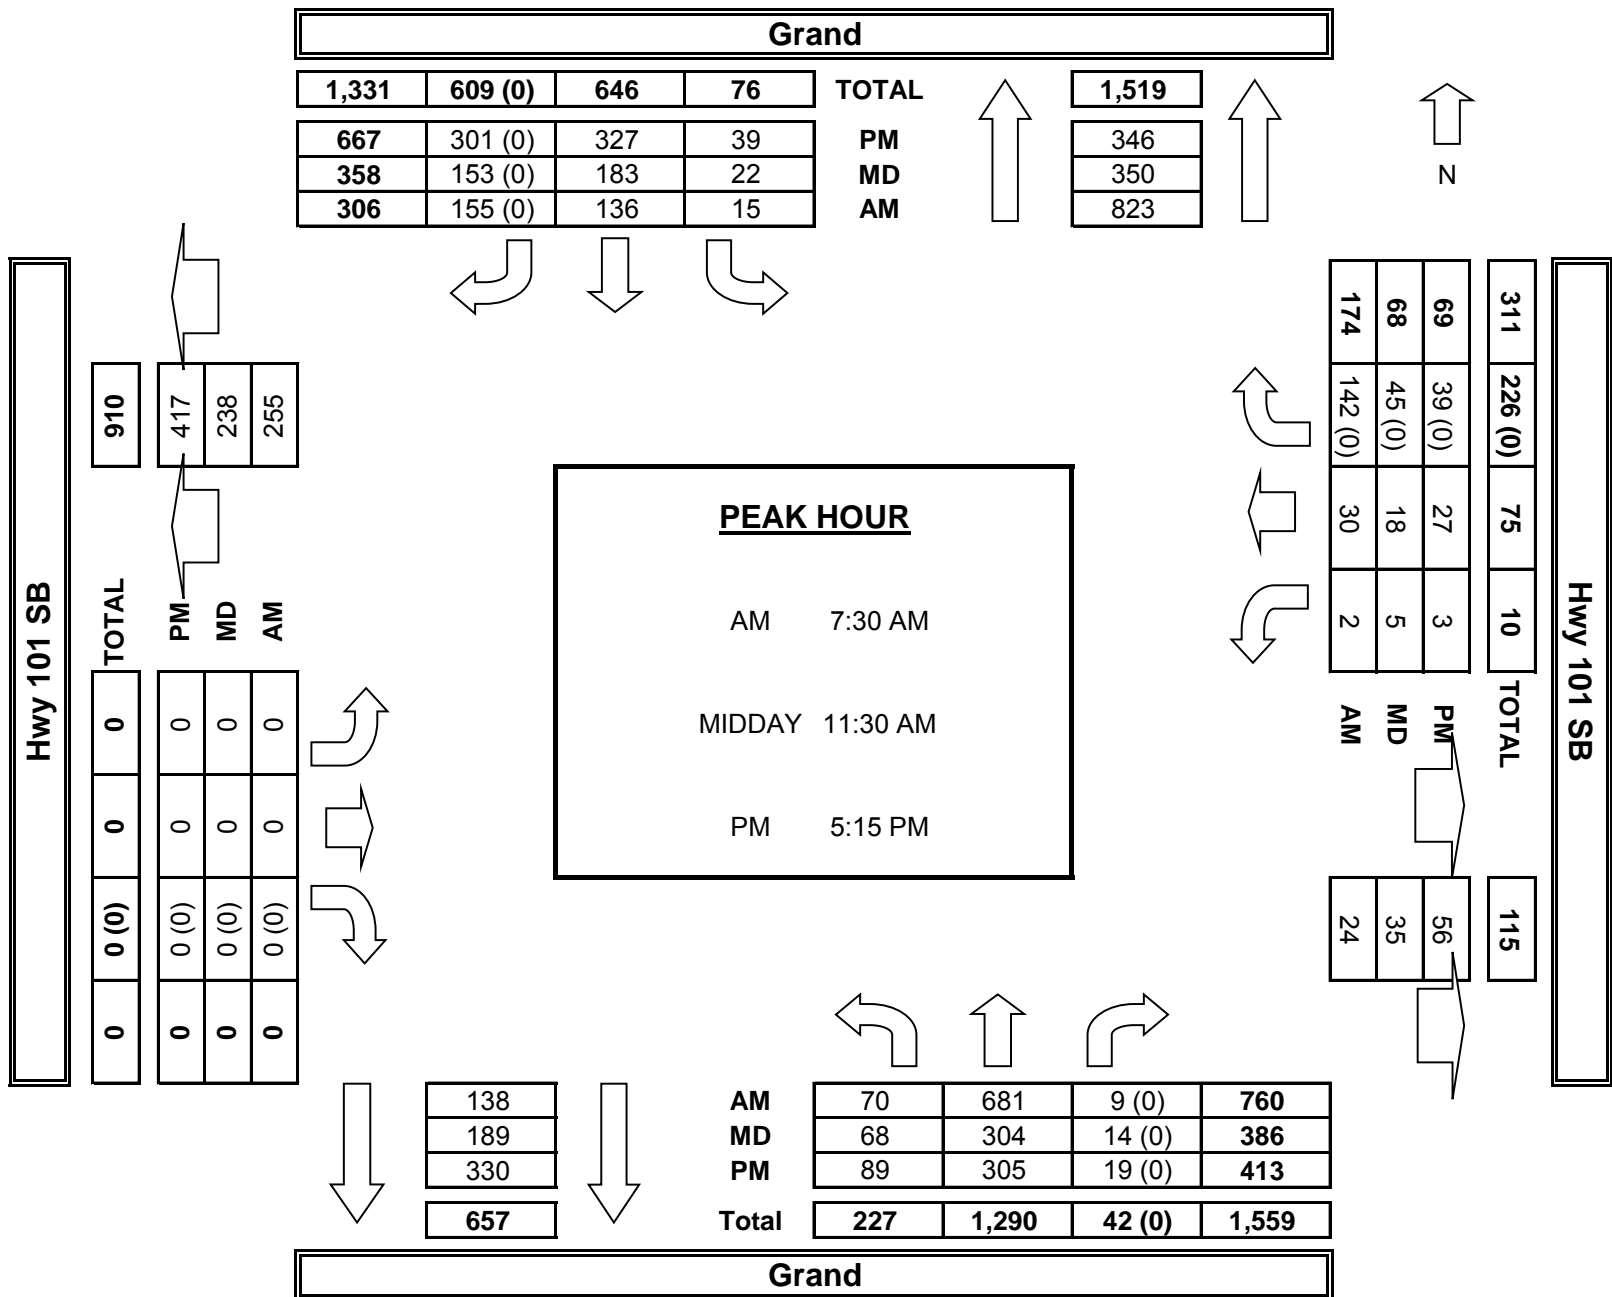 Grand
1,331 609 (0) 646 76 TOTAL 1,519
667 301 (0) 327 39 PM 346
358 153 (0) 183 22 MD 350
306 155 (0) 136 15 AM 823
N
Hwy 101 SB
910 417 238 255
TOTAL PM MD AM
0 0 0 0
0 0 0 0
0 (0) 0 (0) 0 (0) 0 (0)
0 0 0 0
PEAK HOUR
AM 7:30 AM
MIDDAY 11:30 AM
PM 5:15 PM
174 68 69 311
142 (0) 45 (0) 39 (0) 226 (0)
30 18 27 75
2 5 3 10
AM MD PM TOTAL
24 35 56 115
Hwy 101 SB
138 AM 70 681 9 (0) 760
189 MD 68 304 14 (0) 386
330 PM 89 305 19 (0) 413
657 Total 227 1,290 42 (0) 1,559
Grand